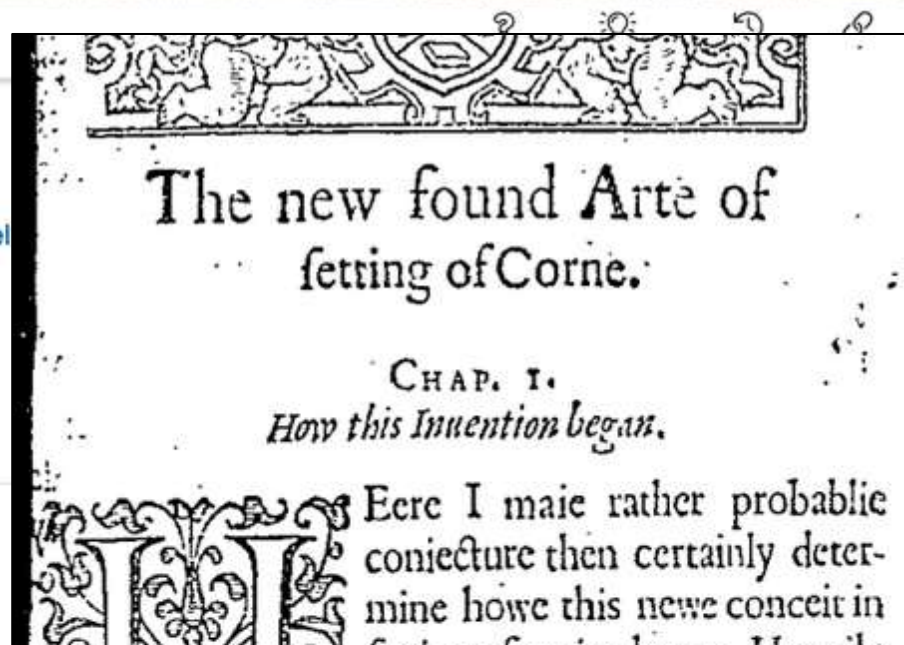 The new found Arte of
ſetting of Corne.
CHAP. 1.
How this Inuention began.
HEere I maie rather probablie
coniecture then certainly deter-
mine howe this newe conceit in